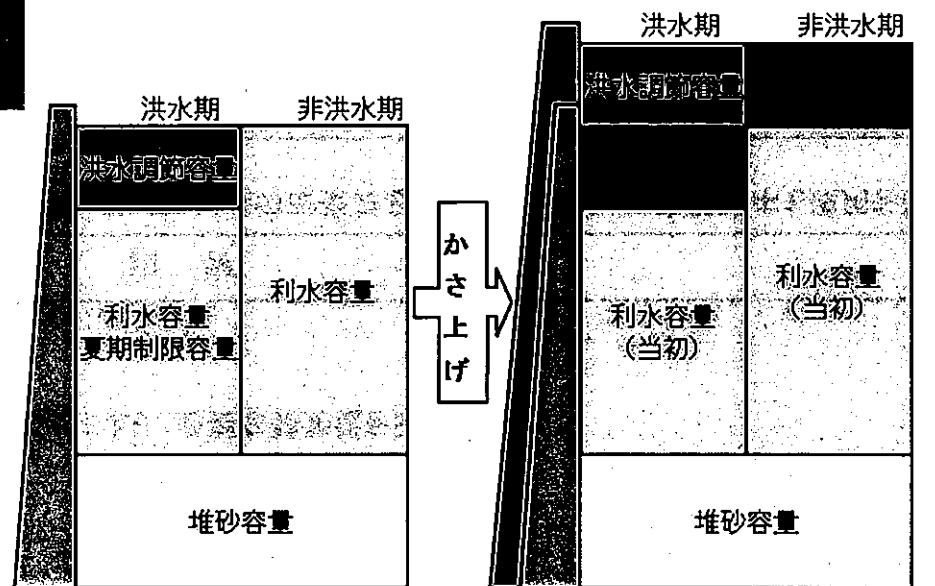 洪水期
非洪水期
洪水調節容量
利水容量
夏期制限容量
利水容量
堆砂容量
かさ上げ
洪水期
非洪水期
洪水調節容量
利水容量
(当初)
利水容量
(当初)
堆砂容量